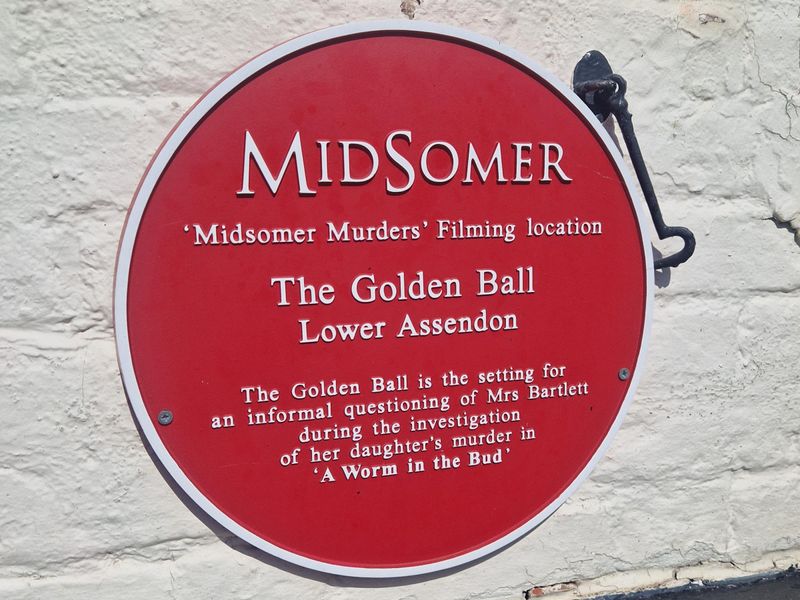 MIDSOMER
‘Midsomer Murders’ Filming location
The Golden Ball
Lower Assendon
The Golden Ball is the setting for
an informal questioning of Mrs Bartlett
during the investigation
of her daughter’s murder in
‘A Worm in the Bud’